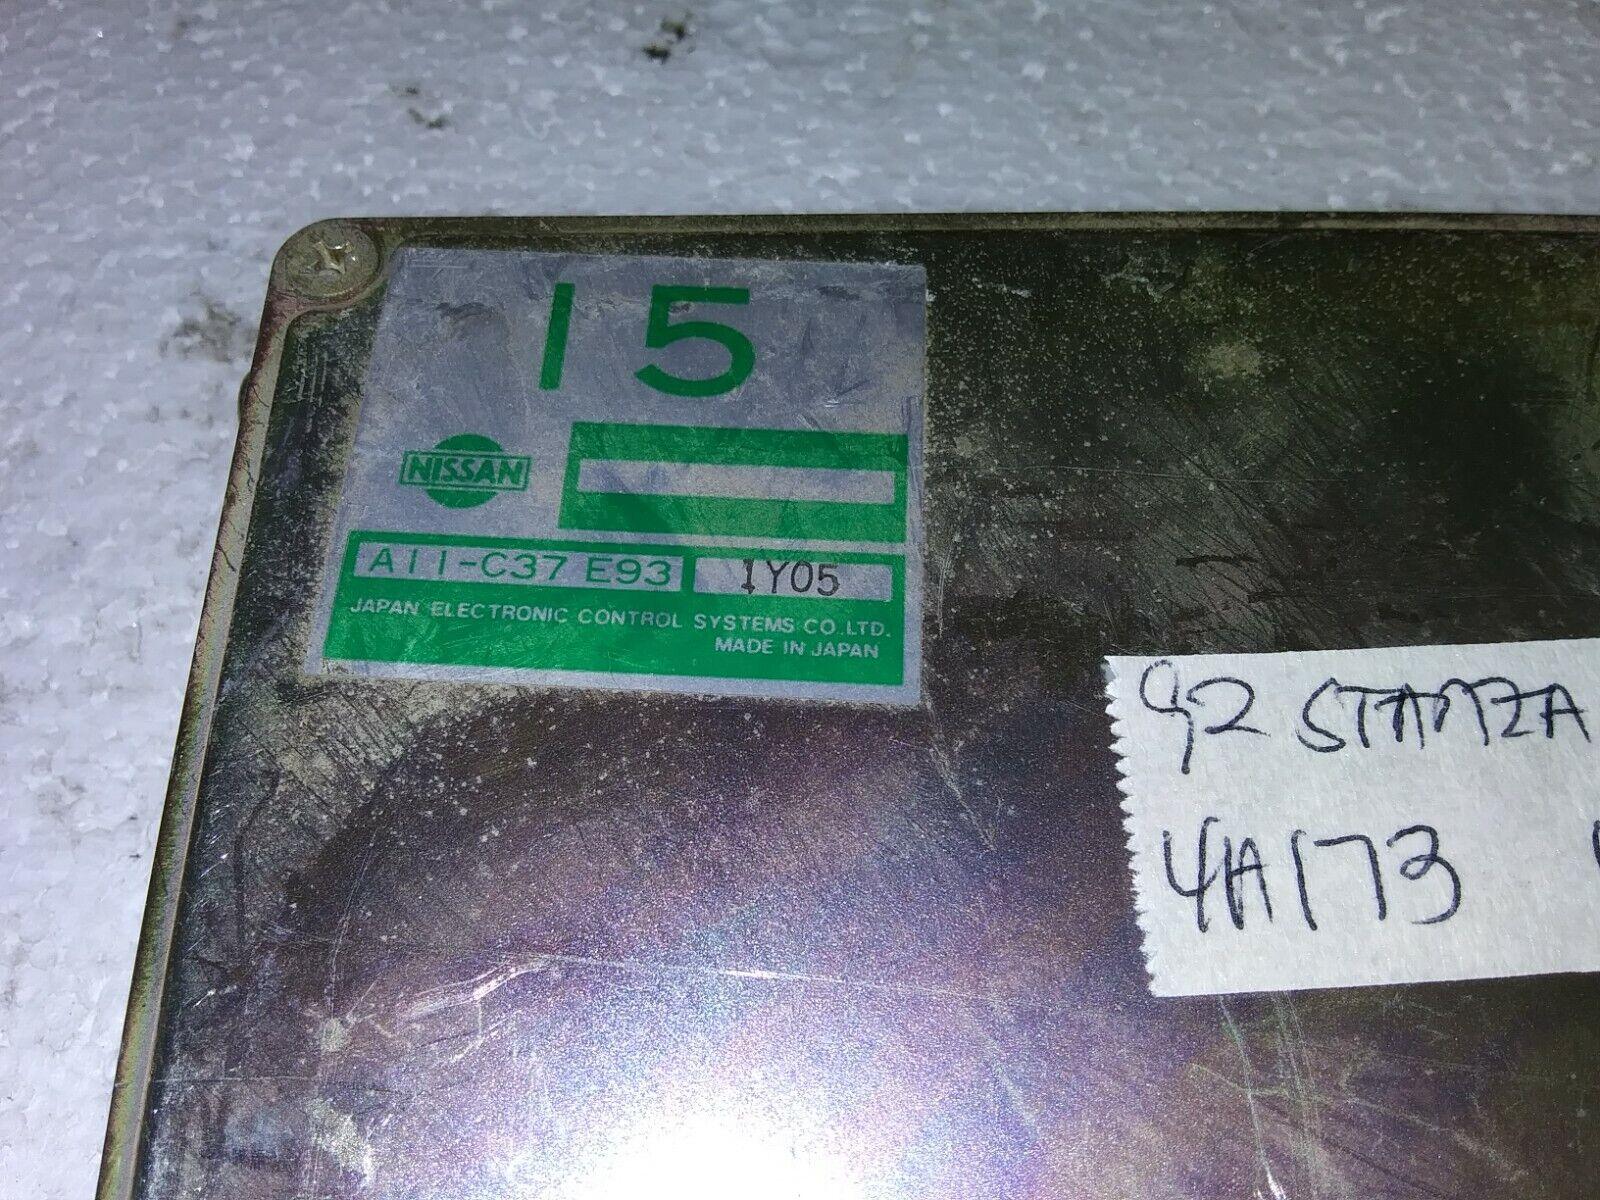 15
NISSAN
A11-C37 E93 1Y05
JAPAN ELECTRONIC CONTROL SYSTEMS CO.LTD.
MADE IN JAPAN
92 STANZA
4A173